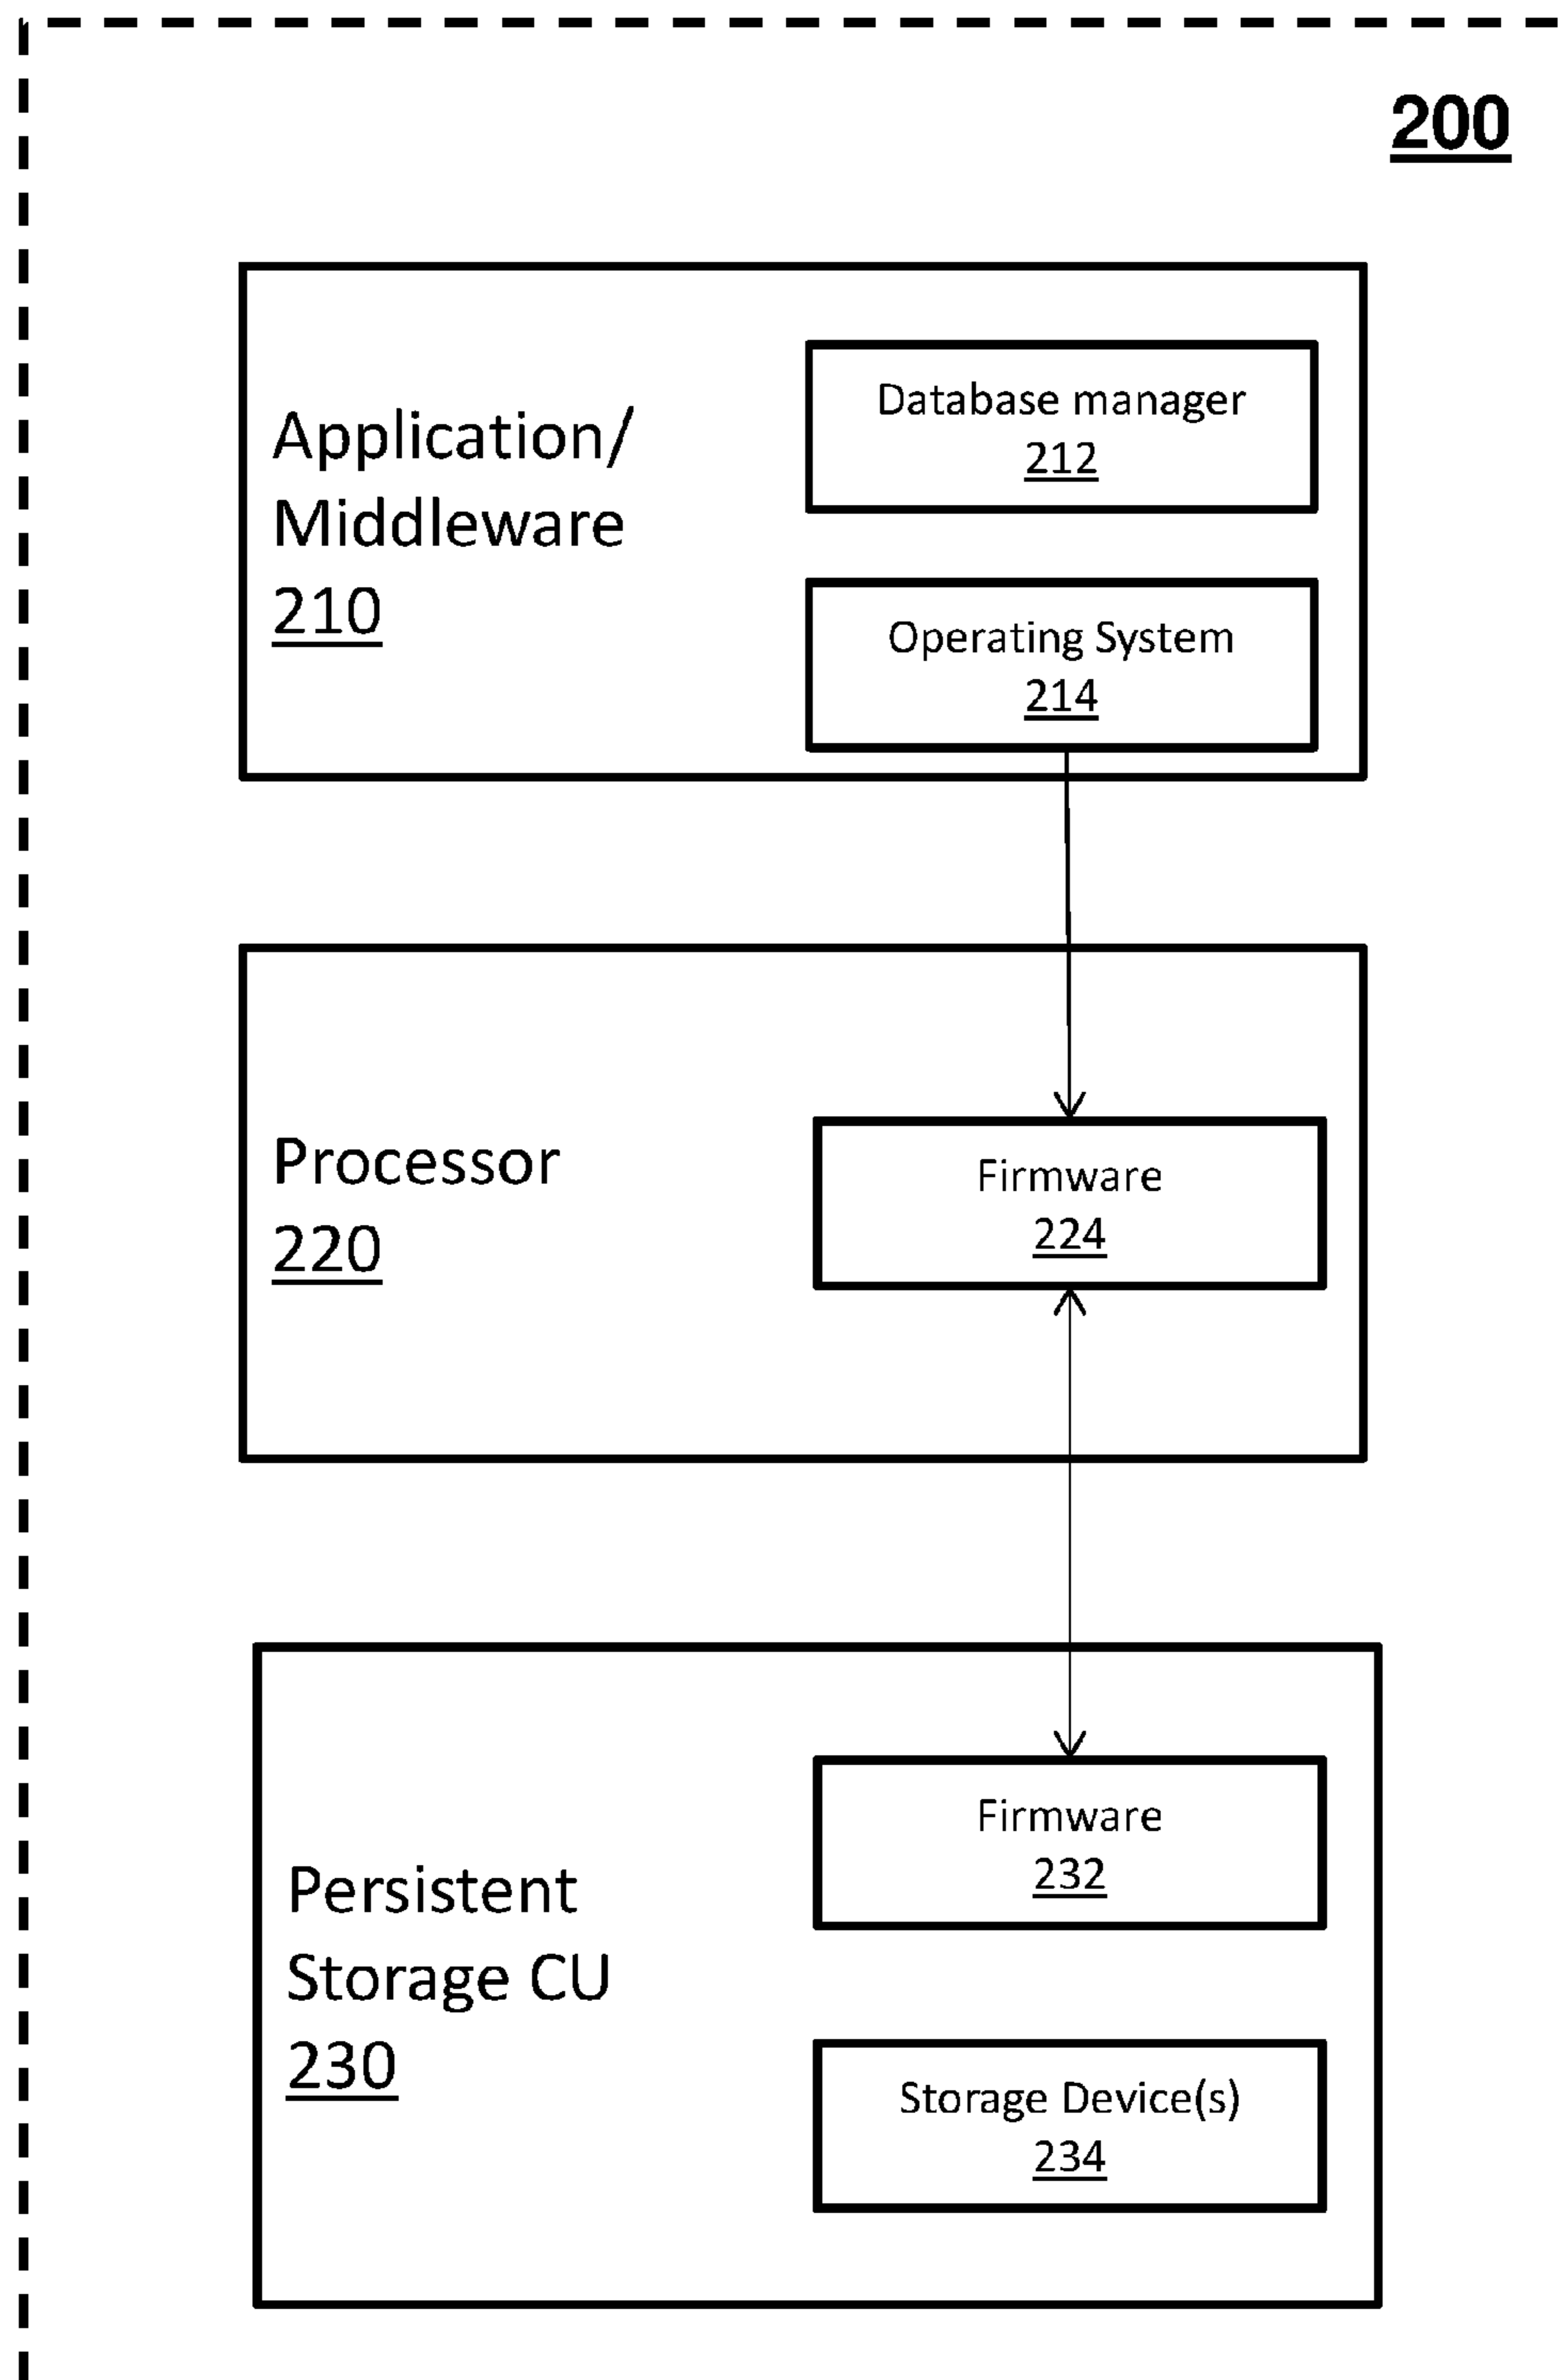 200
Application/
Middleware
210
Database manager
212
Operating System
214
Processor
220
Firmware
224
Persistent
Storage CU
230
Firmware
232
Storage Device(s)
234